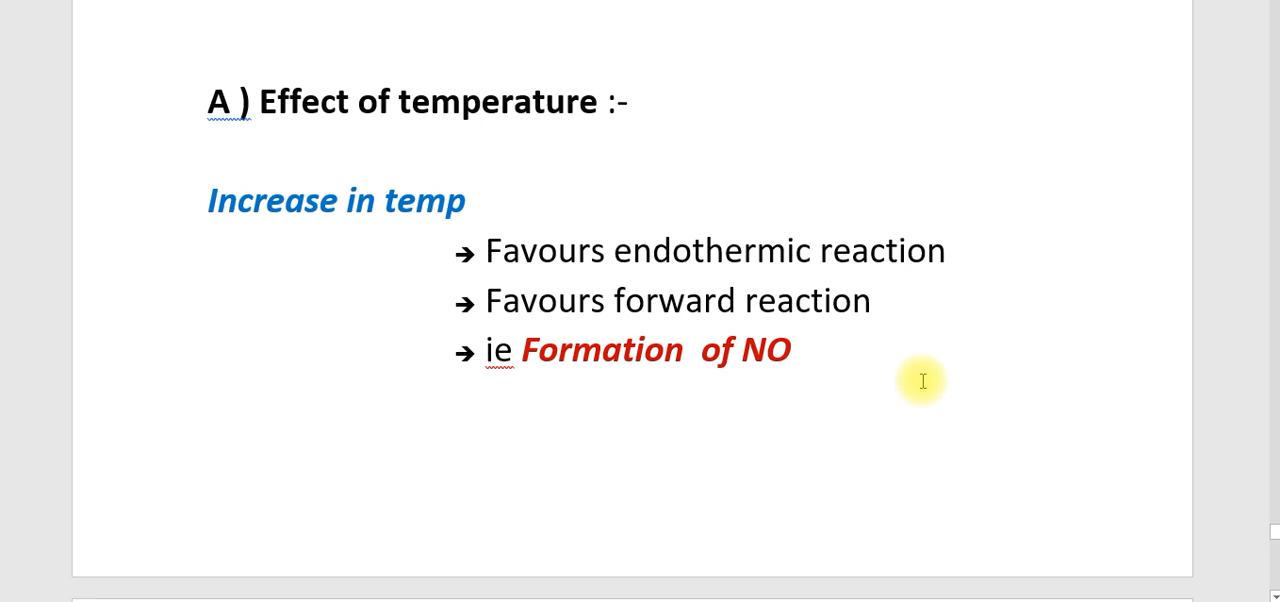 A ) Effect of temperature :-
Increase in temp
➔ Favours endothermic reaction
➔ Favours forward reaction
➔ ie Formation of NO